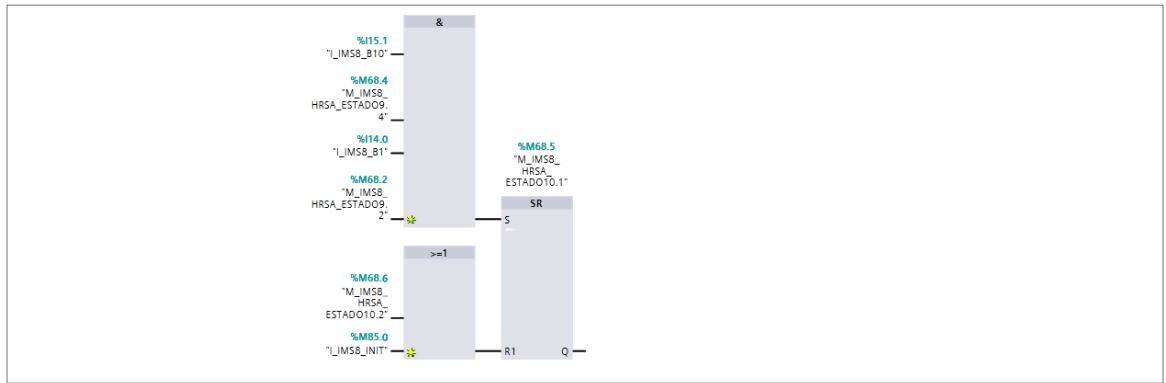 &
%I15.1
"I_IMS8_B10"
%M68.4
"M_IMS8_
HRSA_ESTADO9.
4"
%I14.0
"I_IMS8_B1"
%M68.2
"M_IMS8_
HRSA_ESTADO9.
2"
%M68.5
"M_IMS8_
HRSA_
ESTADO10.1"
SR
S
>=1
%M68.6
"M_IMS8_
HRSA_
ESTADO10.2"
%M85.0
"I_IMS8_INIT"
R1
Q